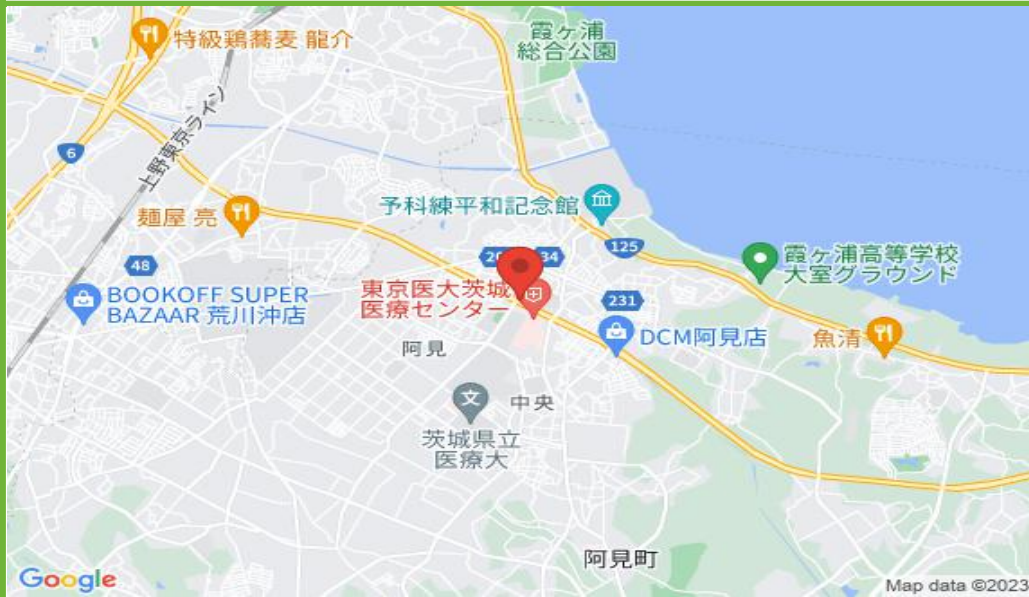 霞ヶ浦
総合公園
特級鶏蕎麦 龍介
上野東京ライン
6
予科練平和記念館
麺屋 亮
125
霞ヶ浦高等学校
大室グラウンド
48
BOOKOFF SUPER
BAZAAR 荒川沖店
東京医大茨城
医療センター
231
DCM阿見店
魚清
阿見
文
中央
茨城県立
医療大
阿見町
Google
Map data ©2023